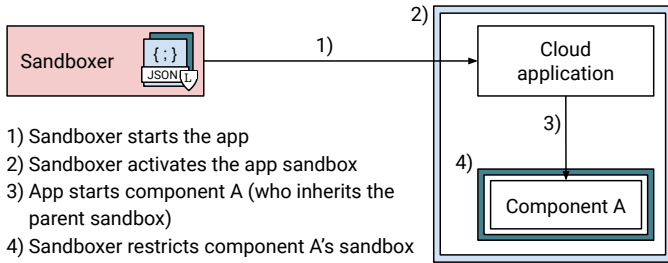 2)
1)
Sandboxer
{ ; }
JSON
L
Cloud
application
3)
4)
Component A
1) Sandboxer starts the app
2) Sandboxer activates the app sandbox
3) App starts component A (who inherits the
parent sandbox)
4) Sandboxer restricts component A's sandbox